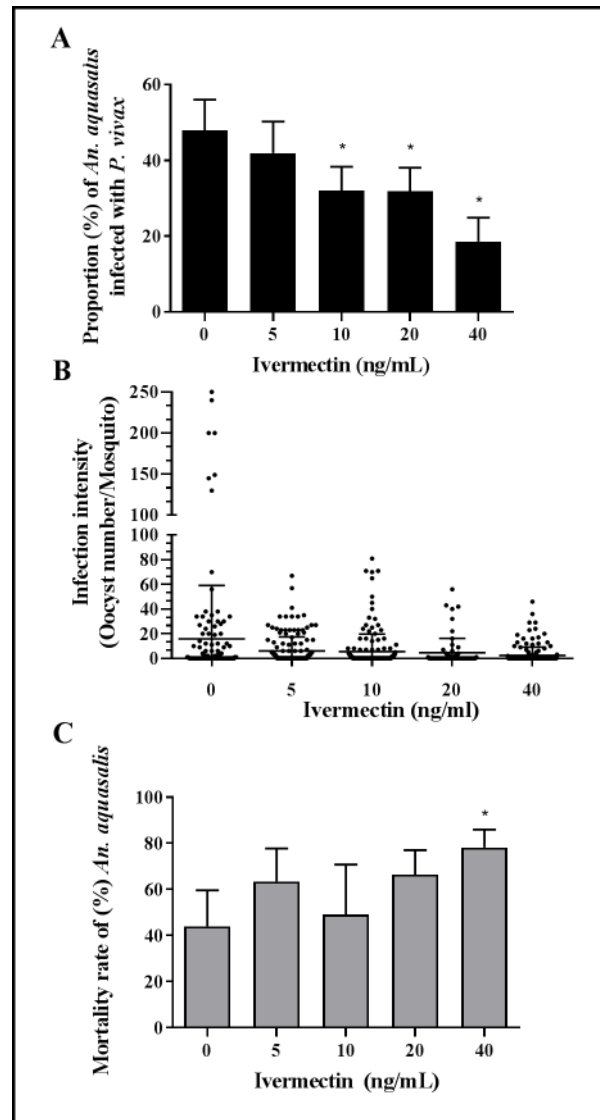 A
Proportion (%) of An. aquasalis
infected with P. vivax
60
40
20
0
*
*
*
0 5 10 20 40
Ivermectin (ng/mL)
B
Infection intensity
(Oocyst number/Mosquito)
250
200
150
100
100
80
60
40
20
0
0 5 10 20 40
Ivermectin (ng/ml)
C
Mortality rate of (%) An. aquasalis
100
80
60
40
20
0
*
0 5 10 20 40
Ivermectin (ng/mL)